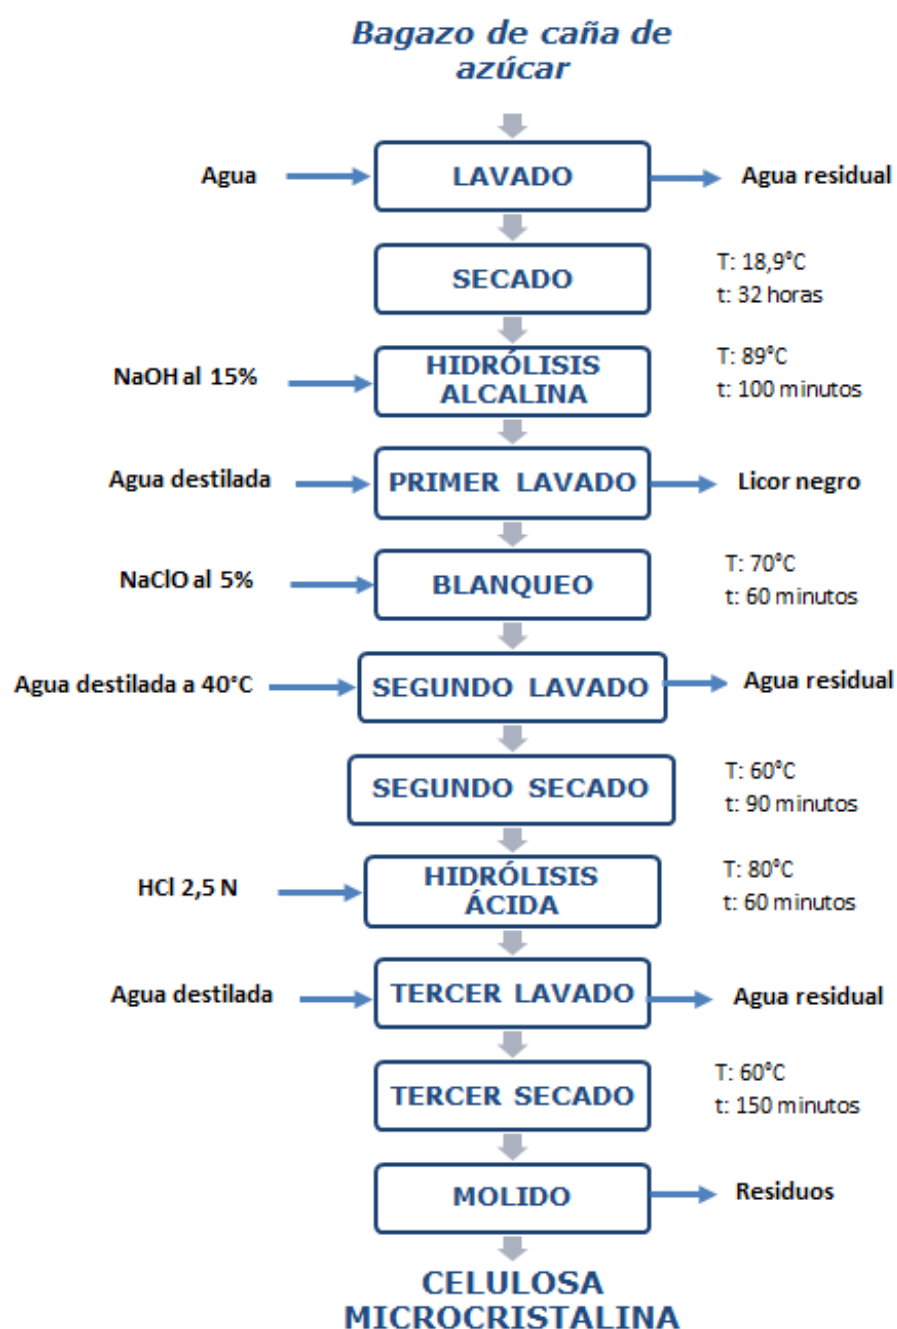 Bagazo de caña de
azúcar
Agua
LAVADO
Agua residual
SECADO
T: 18,9°C
t: 32 horas
NaOH al 15%
HIDRÓLISIS
ALCALINA
T: 89°C
t: 100 minutos
Agua destilada
PRIMER LAVADO
Licor negro
NaClO al 5%
BLANQUEO
T: 70°C
t: 60 minutos
Agua destilada a 40°C
SEGUNDO LAVADO
Agua residual
SEGUNDO SECADO
T: 60°C
t: 90 minutos
HCl 2,5 N
HIDRÓLISIS
ÁCIDA
T: 80°C
t: 60 minutos
Agua destilada
TERCER LAVADO
Agua residual
TERCER SECADO
T: 60°C
t: 150 minutos
MOLIDO
Residuos
CELULOSA
MICROCRISTALINA